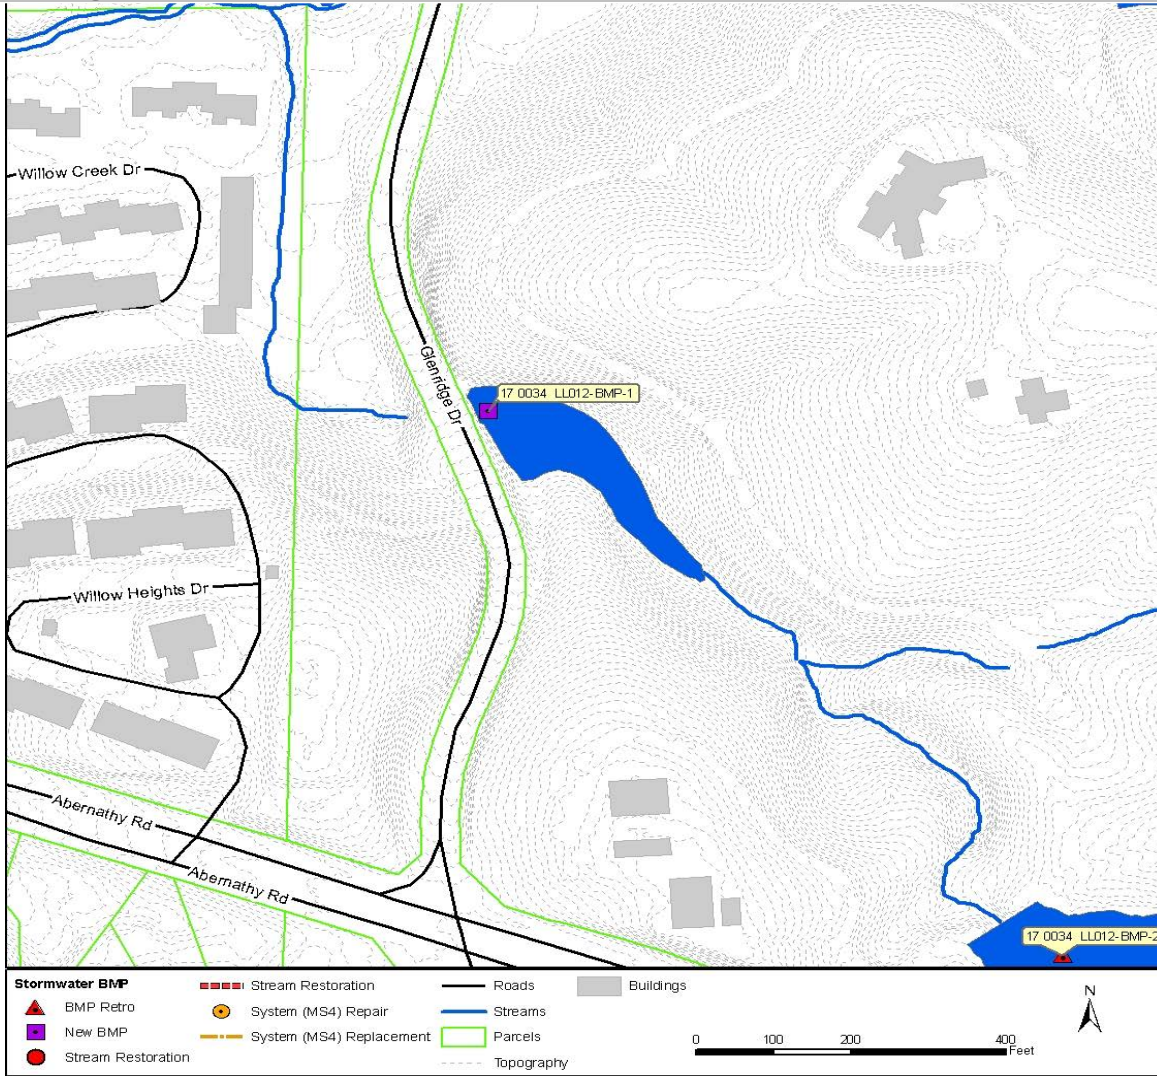 Willow Creek Dr
Glenridge Dr
17 0034 LL012-BMP-1
Willow Heights Dr
Abernathy Rd
Abernathy Rd
17 0034 LL012-BMP-2
Stormwater BMP
BMP Retro
New BMP
Stream Restoration
Stream Restoration
System (MS4) Repair
System (MS4) Replacement
Roads
Streams
Parcels
Topography
Buildings
N
0 100 200 400
Feet